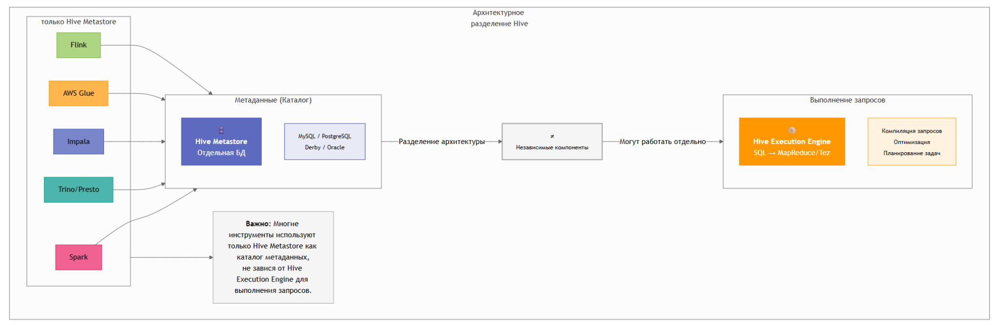 Архитектурное
разделение Hive
только Hive Metastore
Flink
AWS Glue
Impala
Trino/Presto
Spark
Метаданные (Каталог)
Hive Metastore
Отдельная БД
MySQL / PostgreSQL
Derby / Oracle
Разделение архитектуры
≠
Независимые компоненты
Могут работать отдельно
Выполнение запросов
Hive Execution Engine
SQL → MapReduce/Tez
Компиляция запросов
Оптимизация
Планирование задач
Важно: Многие
инструменты используют
только Hive Metastore как
каталог метаданных,
не завися от Hive
Execution Engine для
выполнения запросов.